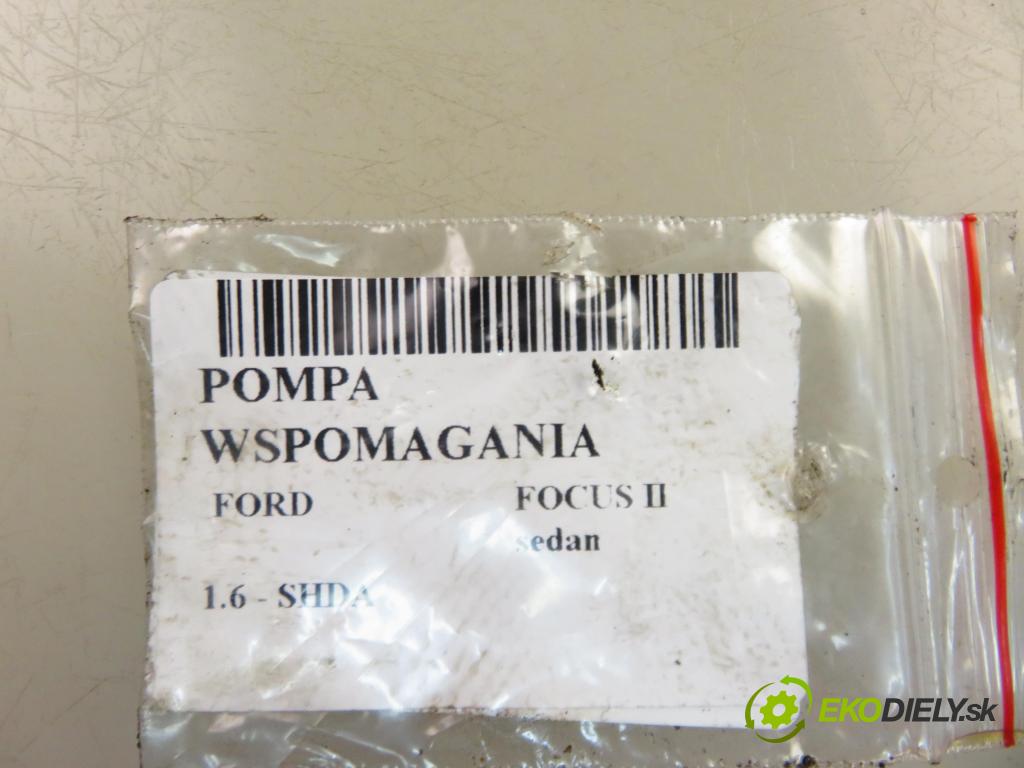 POMPA
WSPOMAGANIA
FORD FOCUS II
sedan
1.6 - SHDA
EKODIELY.sk